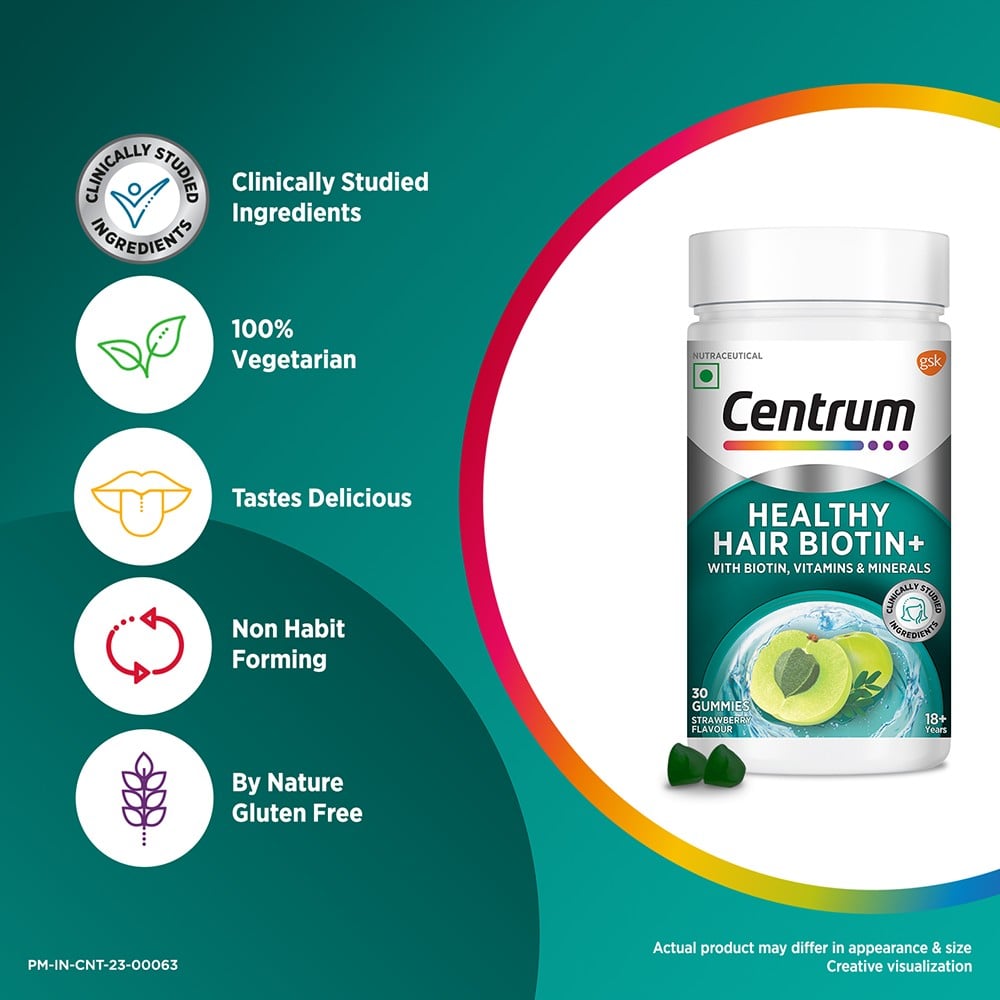 CLINICALLY STUDIED
INGREDIENTS
Clinically Studied
Ingredients
100%
Vegetarian
Tastes Delicious
Non Habit
Forming
By Nature
Gluten Free
NUTRACEUTICAL
gsk
Centrum
HEALTHY
HAIR BIOTIN+
WITH BIOTIN, VITAMINS & MINERALS
CLINICALLY STUDIED
INGREDIENTS
30
GUMMIES
STRAWBERRY
FLAVOUR
18+
Years
PM-IN-CNT-23-00063
Actual product may differ in appearance & size
Creative visualization